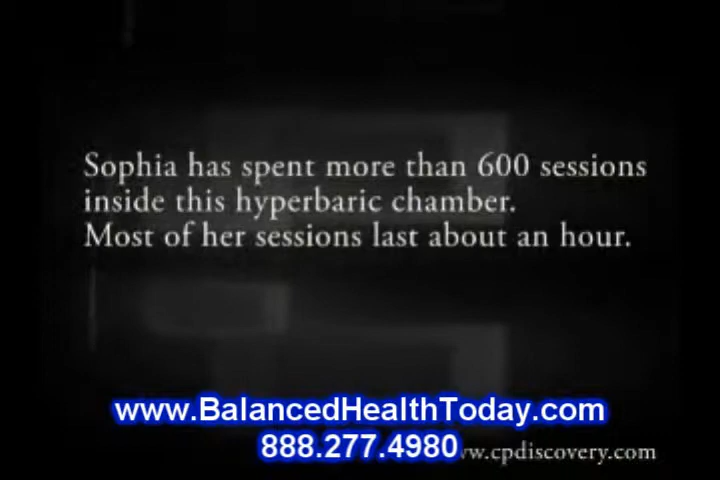 Sophia has spent more than 600 sessions
inside this hyperbaric chamber.
Most of her sessions last about an hour.
www.BalancedHealthToday.com
888.277.4980
w.cpdiscovery.com